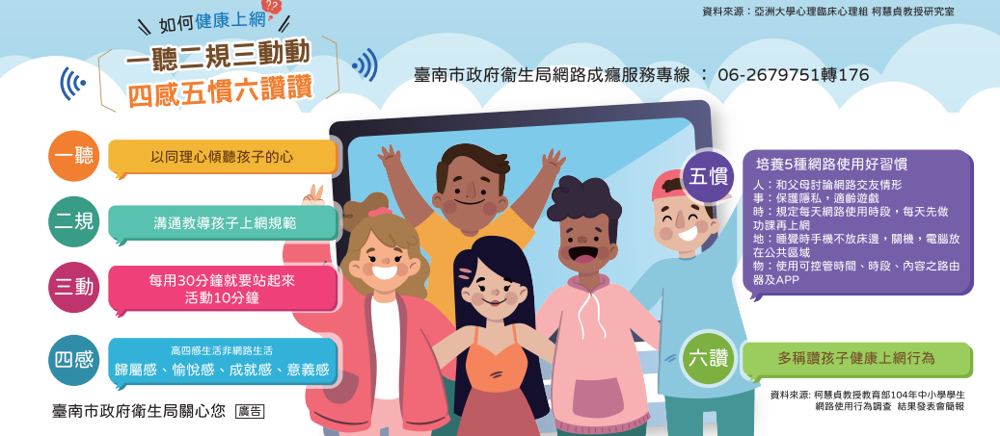 資料來源：亞洲大學心理臨床心理組 柯慧貞教授研究室
如何健康上網??
一聽二規三動動
四感五慣六讚讚
臺南市政府衛生局網路成癮服務專線 ： 06-2679751轉176
一聽
以同理心傾聽孩子的心
二規
溝通教導孩子上網規範
三動
每用30分鐘就要站起來
活動10分鐘
四感
高四感生活非網路生活
歸屬感、愉悅感、成就感、意義感
五慣
培養5種網路使用好習慣
人：和父母討論網路交友情形
事：保護隱私，適齡遊戲
時：規定每天網路使用時段，每天先做
功課再上網
地：睡覺時手機不放床邊，關機，電腦放
在公共區域
物：使用可控管時間、時段、內容之路由
器及APP
六讚
多稱讚孩子健康上網行為
臺南市政府衛生局關心您 廣告
資料來源: 柯慧貞教授教育部104年中小學學生
網路使用行為調查 結果發表會簡報